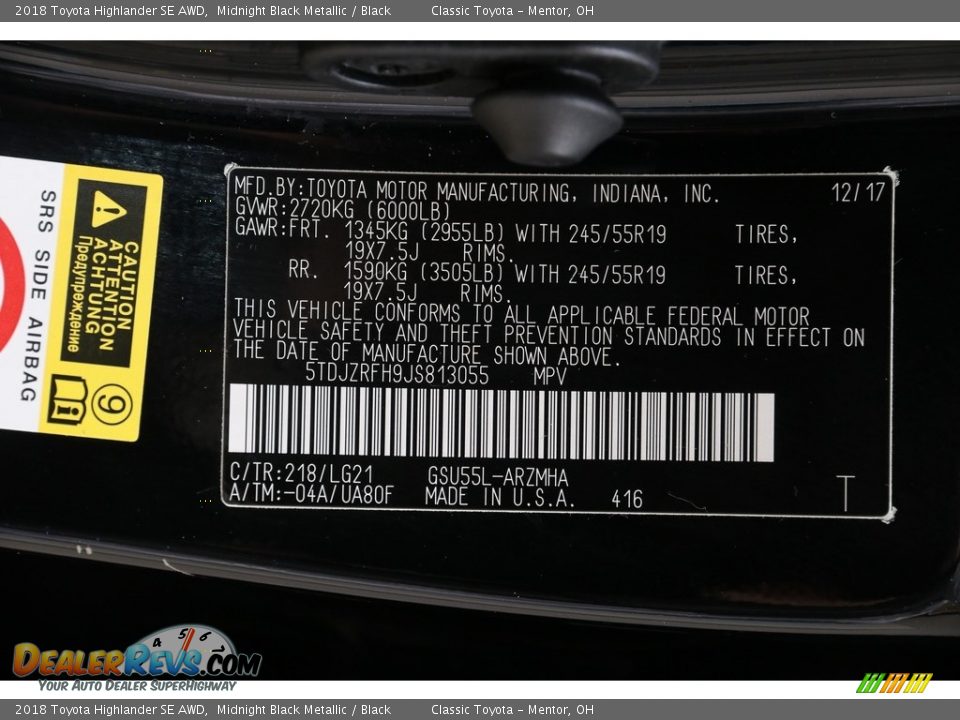 2018 Toyota Highlander SE AWD, Midnight Black Metallic / Black Classic Toyota - Mentor, OH
SRS SIDE AIRBAG
CAUTION
ATTENTION
ACHTUNG
Предупреждение
9
MFD.BY:TOYOTA MOTOR MANUFACTURING, INDIANA, INC. 12/17
GVWR:2720KG (6000LB)
GAWR:FRT. 1345KG (2955LB) WITH 245/55R19 TIRES,
19X7.5J RIMS.
RR. 1590KG (3505LB) WITH 245/55R19 TIRES,
19X7.5J RIMS.
THIS VEHICLE CONFORMS TO ALL APPLICABLE FEDERAL MOTOR
VEHICLE SAFETY AND THEFT PREVENTION STANDARDS IN EFFECT ON
THE DATE OF MANUFACTURE SHOWN ABOVE.
5TDJZRFH9JS813055 MPV
C/TR:218/LG21 GSU55L-ARZMHA
A/TM:-04A/UA80F MADE IN U.S.A. 416 T
4 5 6 7
DEALERREVS.COM
YOUR AUTO DEALER SUPERHIGHWAY
2018 Toyota Highlander SE AWD, Midnight Black Metallic / Black Classic Toyota - Mentor, OH